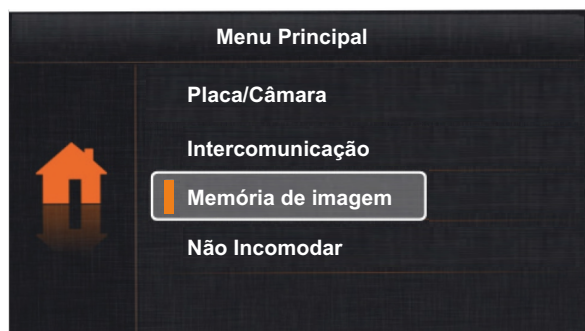 Menu Principal
Placa/Câmara
Intercomunicação
Memória de imagem
Não Incomodar